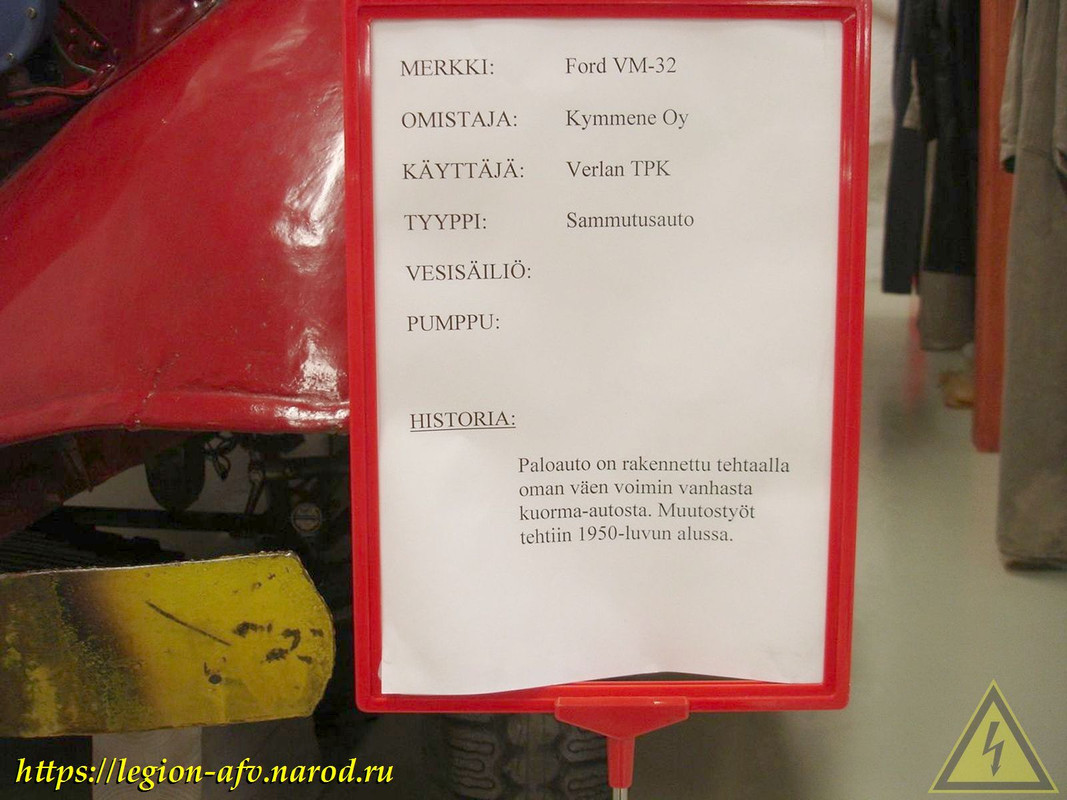 MERKKI: Ford VM-32
OMISTAJA: Kymmene Oy
KÄYTTÄJÄ: Verlan TPK
TYYPPI: Sammutusauto
VESISÄILIÖ:
PUMPPU:
HISTORIA:
Paloauto on rakennettu tehtaalla
oman väen voimin vanhasta
kuorma-autosta. Muutostyöt
tehtiin 1950-luvun alussa.
https://legion-afv.narod.ru